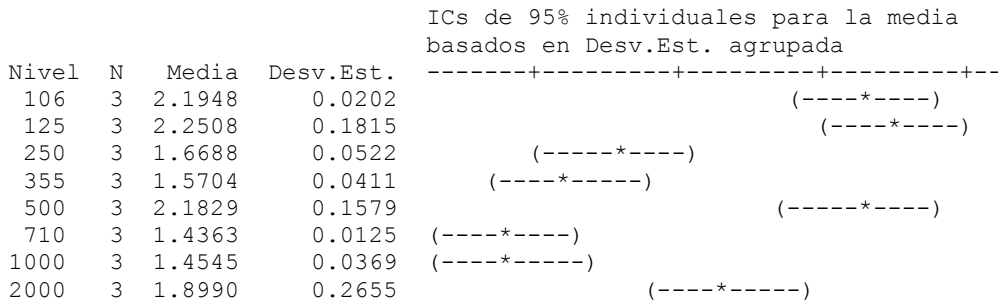 ICs de 95% individuales para la media
                             basados en Desv.Est. agrupada
Nivel  N   Media  Desv.Est.  -------+---------+---------+---------+--
 106   3  2.1948     0.0202                           (----*----)
 125   3  2.2508     0.1815                             (----*----)
 250   3  1.6688     0.0522         (-----*----)
 355   3  1.5704     0.0411      (----*-----)
 500   3  2.1829     0.1579                          (-----*----)
 710   3  1.4363     0.0125  (----*----)
1000   3  1.4545     0.0369  (----*-----)
2000   3  1.8990     0.2655                 (----*-----)